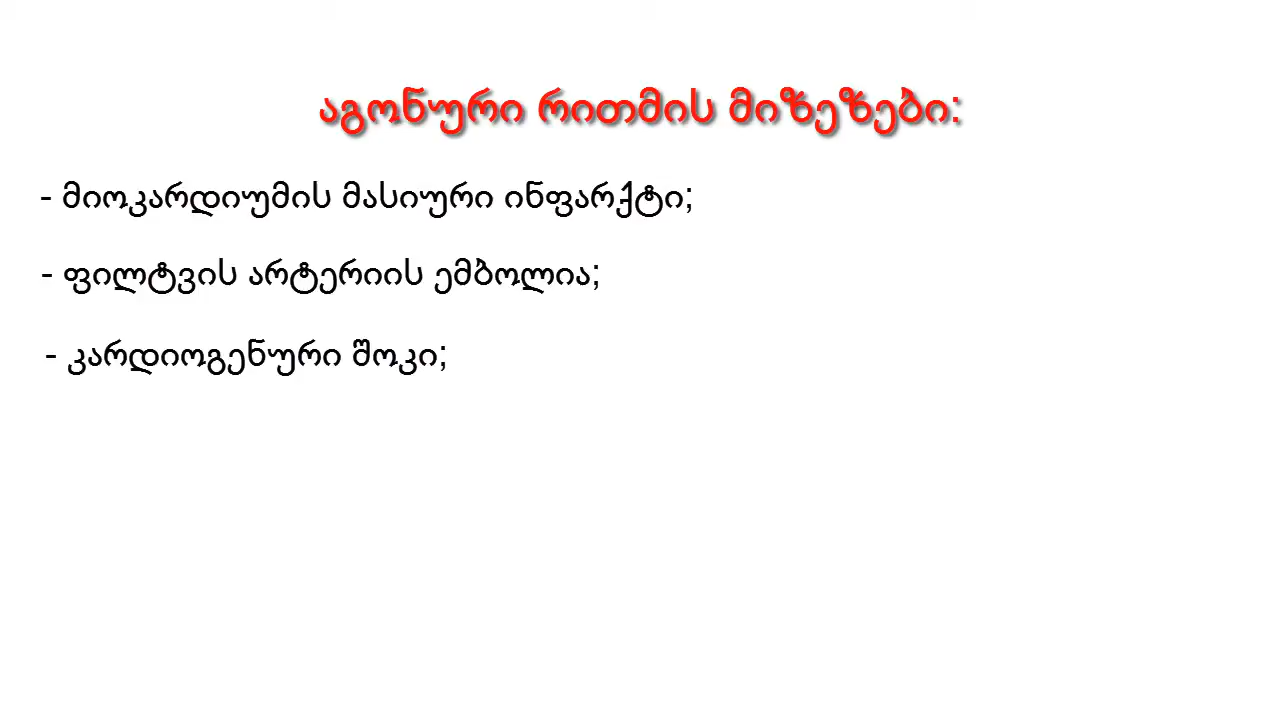 აგონური რითმის მიზეზები:
- მიოკარდიუმის მასიური ინფარქტი;
- ფილტვის არტერიის ემბოლია;
- კარდიოგენური შოკი;